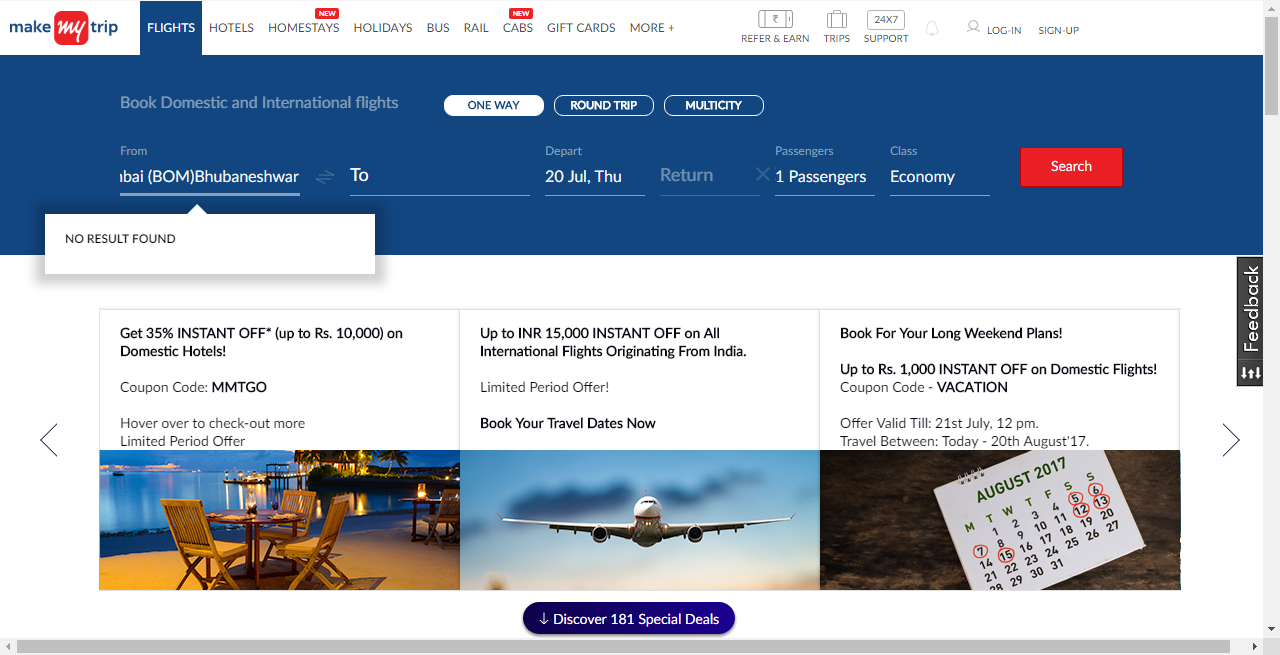 make my trip
FLIGHTS HOTELS HOMESTAYS NEW HOLIDAYS BUS RAIL CABS NEW GIFT CARDS MORE +
REFER & EARN TRIPS 24X7 SUPPORT LOG-IN SIGN-UP
Book Domestic and International flights ONE WAY ROUND TRIP MULTICITY
From Depart Passengers Class
bai (BOM)Bhubaneshwar To 20 Jul, Thu Return 1 Passengers Economy Search
NO RESULT FOUND
Feedback
Get 35% INSTANT OFF* (up to Rs. 10,000) on
Domestic Hotels!
Coupon Code: MMTGO
Hover over to check-out more
Limited Period Offer
Up to INR 15,000 INSTANT OFF on All
International Flights Originating From India.
Limited Period Offer!
Book Your Travel Dates Now
Book For Your Long Weekend Plans!
Up to Rs. 1,000 INSTANT OFF on Domestic Flights!
Coupon Code - VACATION
Offer Valid Till: 21st July, 12 pm.
Travel Between: Today - 20th August'17.
AUGUST 2017
M T W T F S S
1 2 3 4 5 6
7 8 9 10 11 12 13
14 15 16 17 18 19 20
21 22 23 24 25 26 27
28 29 30 31
↓ Discover 181 Special Deals